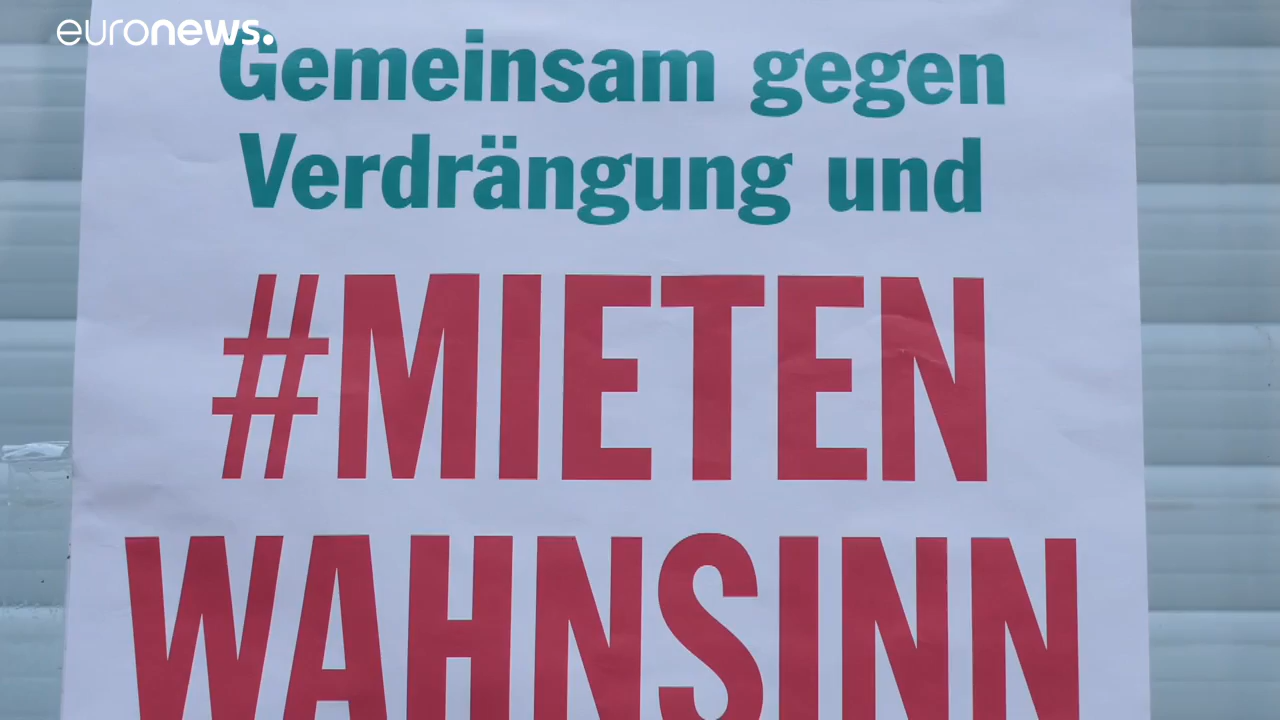 euronews.
Gemeinsam gegen
Verdrängung und
#MIETEN
WAHNSINN